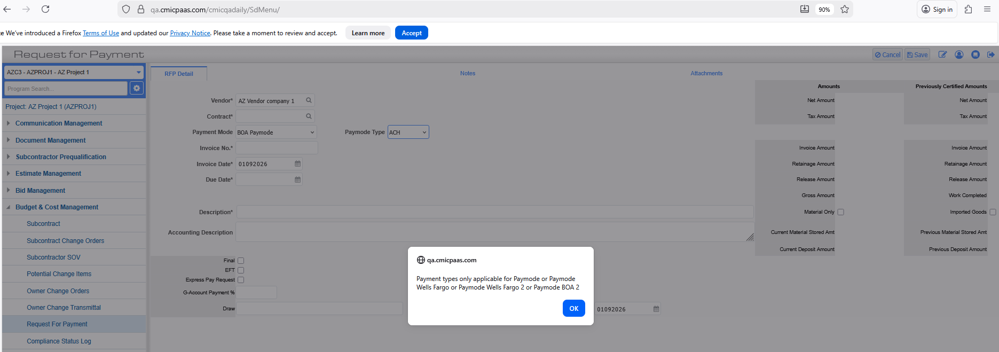 qa.cmicpaas.com/cmicqadaily/SdMenu/
90%
Sign in
e We've introduced a Firefox Terms of Use and updated our Privacy Notice. Please take a moment to review and accept.
Learn more
Accept
Request for Payment
Cancel
Save
AZC3 - AZPROJ1 - AZ Project 1
Program Search...
Project: AZ Project 1 (AZPROJ1)
Communication Management
Document Management
Subcontractor Prequalification
Estimate Management
Bid Management
Budget & Cost Management
Subcontract
Subcontract Change Orders
Subcontractor SOV
Potential Change Items
Owner Change Orders
Owner Change Transmittal
Request For Payment
Compliance Status Log
RFP Detail
Notes
Attachments
Vendor* AZ Vendor company 1
Contract*
Payment Mode BOA Paymode
Paymode Type ACH
Invoice No.*
Invoice Date* 01092026
Due Date*
Description*
Accounting Description
Final
EFT
Express Pay Request
G-Account Payment %
Draw
01092026
Amounts
Net Amount
Tax Amount
Invoice Amount
Retainage Amount
Release Amount
Gross Amount
Material Only
Current Material Stored Amt
Current Deposit Amount
Previously Certified Amounts
Net Amount
Tax Amount
Invoice Amount
Retainage Amount
Release Amount
Work Completed
Imported Goods
Previous Material Stored Amt
Previous Deposit Amount
qa.cmicpaas.com
Payment types only applicable for Paymode or Paymode
Wells Fargo or Paymode Wells Fargo 2 or Paymode BOA 2
OK